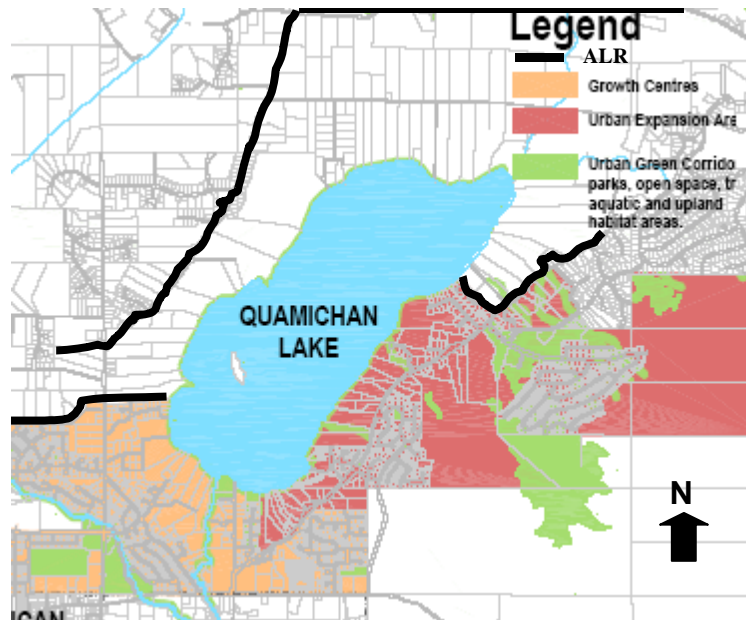 Legend
ALR
Growth Centres
Urban Expansion Are
Urban Green Corrido
parks, open space, tr
aquatic and upland
habitat areas.
QUAMICHAN
LAKE
N
ICAN